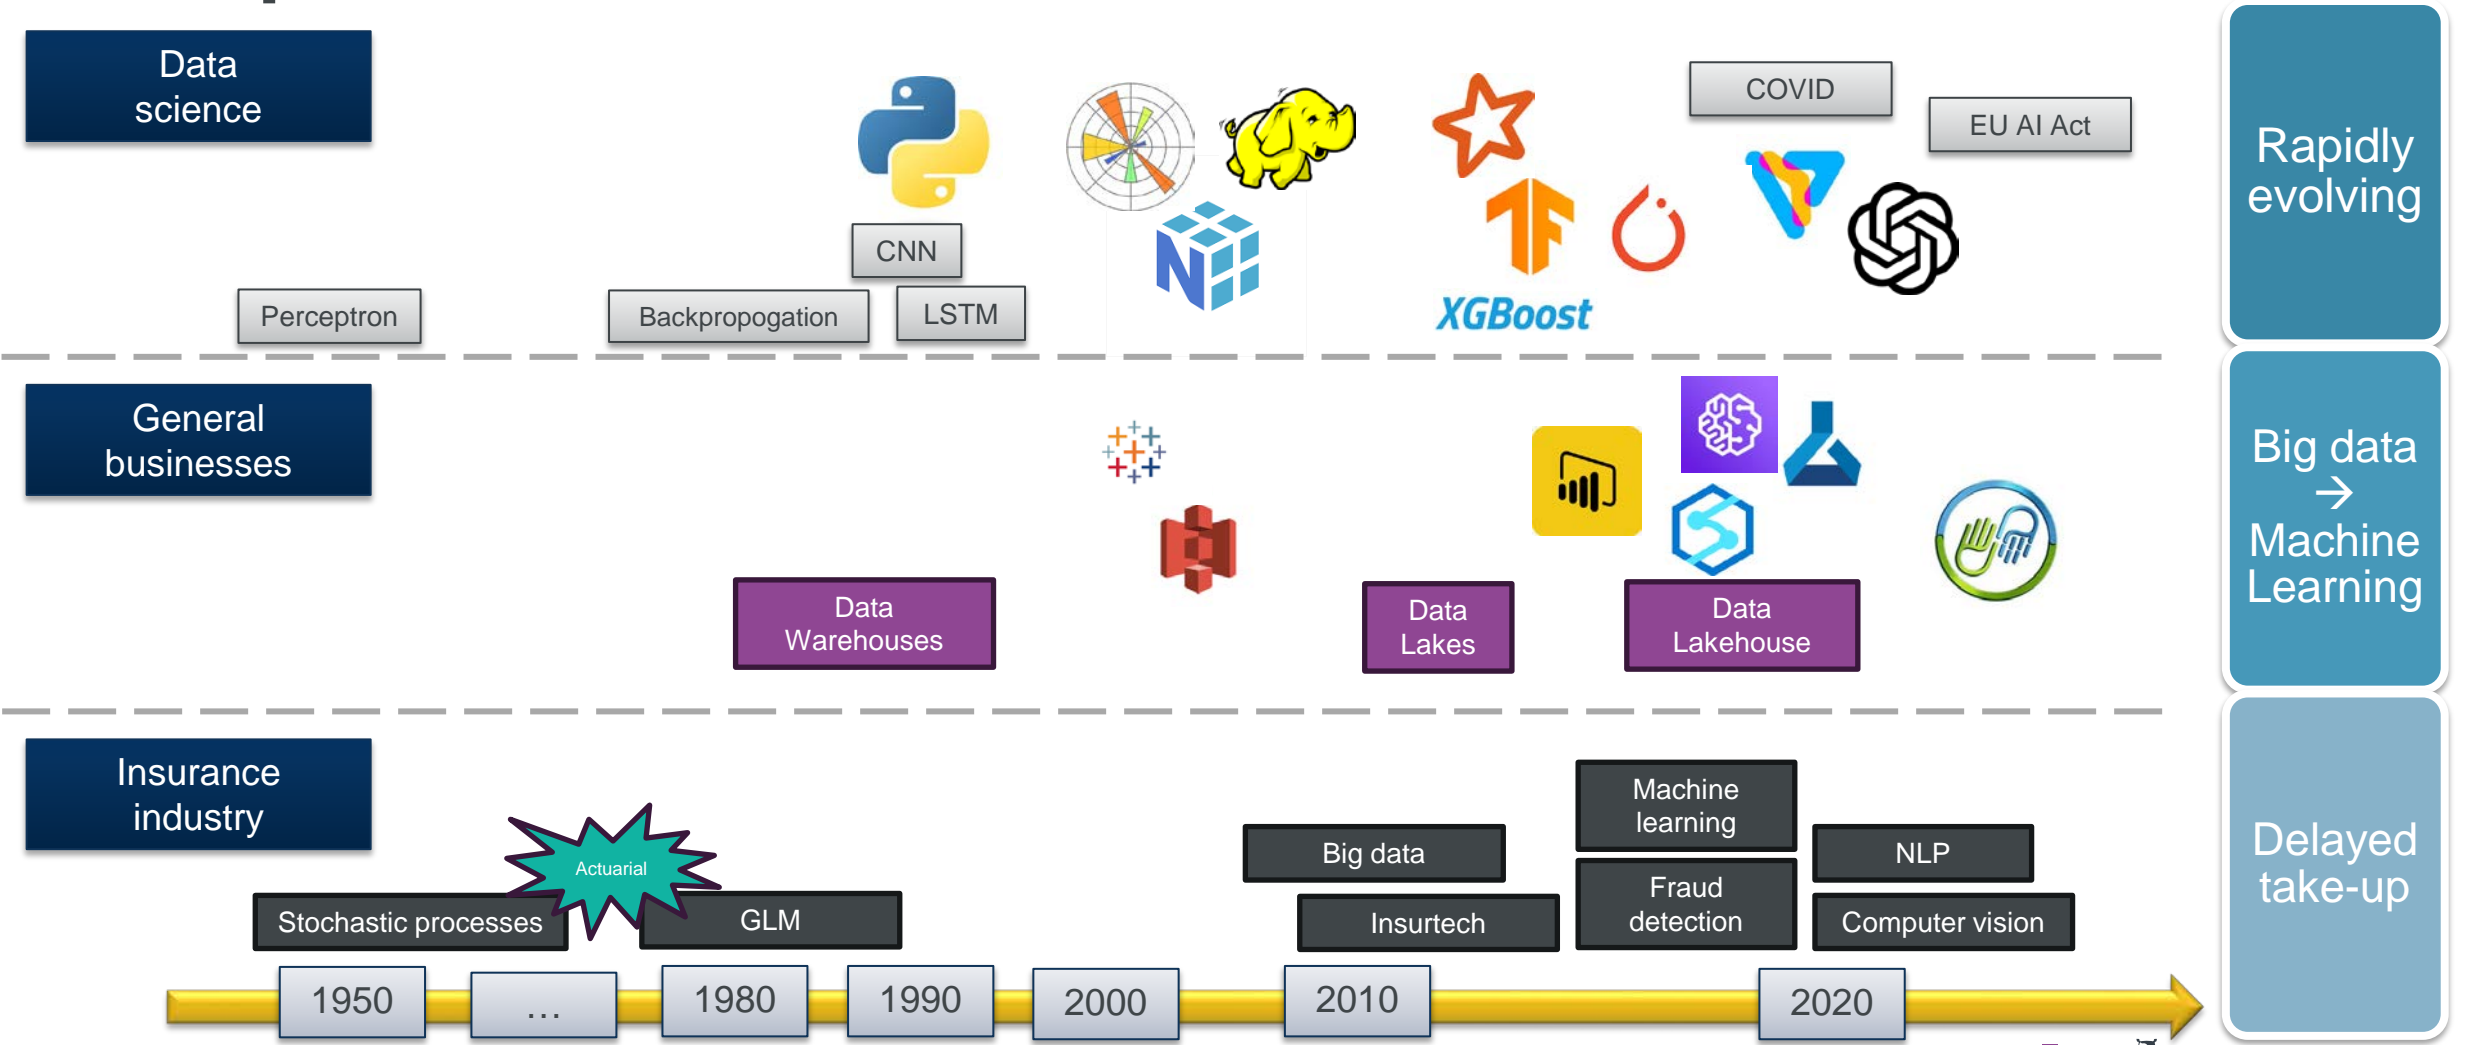 Data
science
COVID
EU AI Act
CNN
Perceptron
Backpropogation
LSTM
N
XGBoost
Rapidly
evolving
General
businesses
Data
Warehouses
Data
Lakes
Data
Lakehouse
Big data
→
Machine
Learning
Insurance
industry
Actuarial
Stochastic processes
GLM
Big data
Insurtech
Machine
learning
Fraud
detection
NLP
Computer vision
Delayed
take-up
1950
...
1980
1990
2000
2010
2020